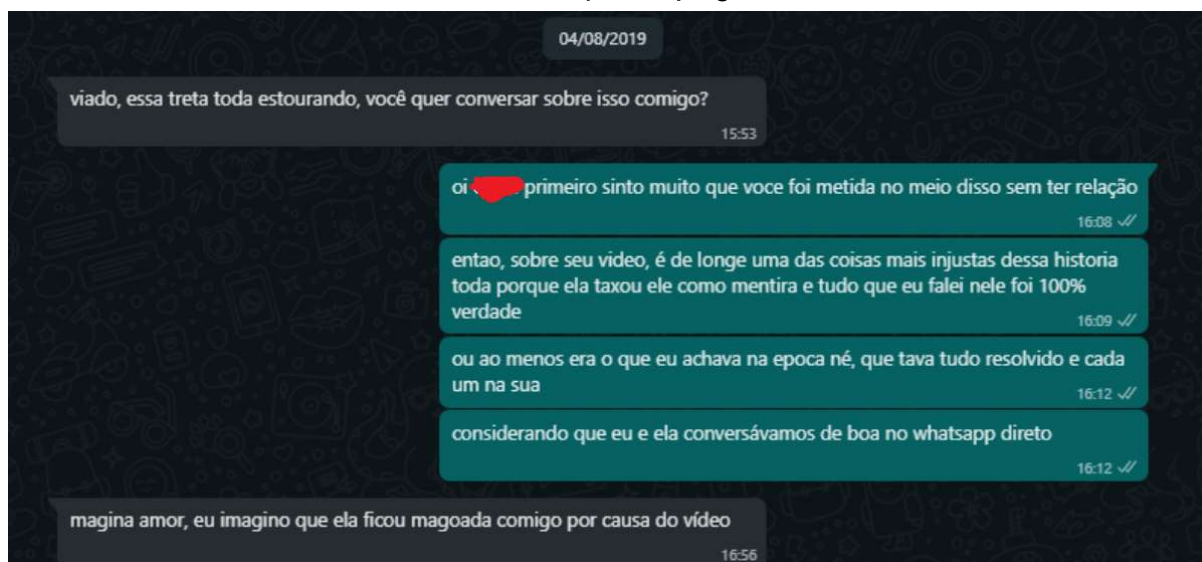 04/08/2019
viado, essa treta toda estourando, você quer conversar sobre isso comigo?
15:53
oi primeiro sinto muito que voce foi metida no meio disso sem ter relação
16:08
entao, sobre seu video, é de longe uma das coisas mais injustas dessa historia
toda porque ela taxou ele como mentira e tudo que eu falei nele foi 100%
verdade
16:09
ou ao menos era o que eu achava na epoca né, que tava tudo resolvido e cada
um na sua
16:12
considerando que eu e ela conversávamos de boa no whatsapp direto
16:12
magina amor, eu imagino que ela ficou magoada comigo por causa do vídeo
16:56